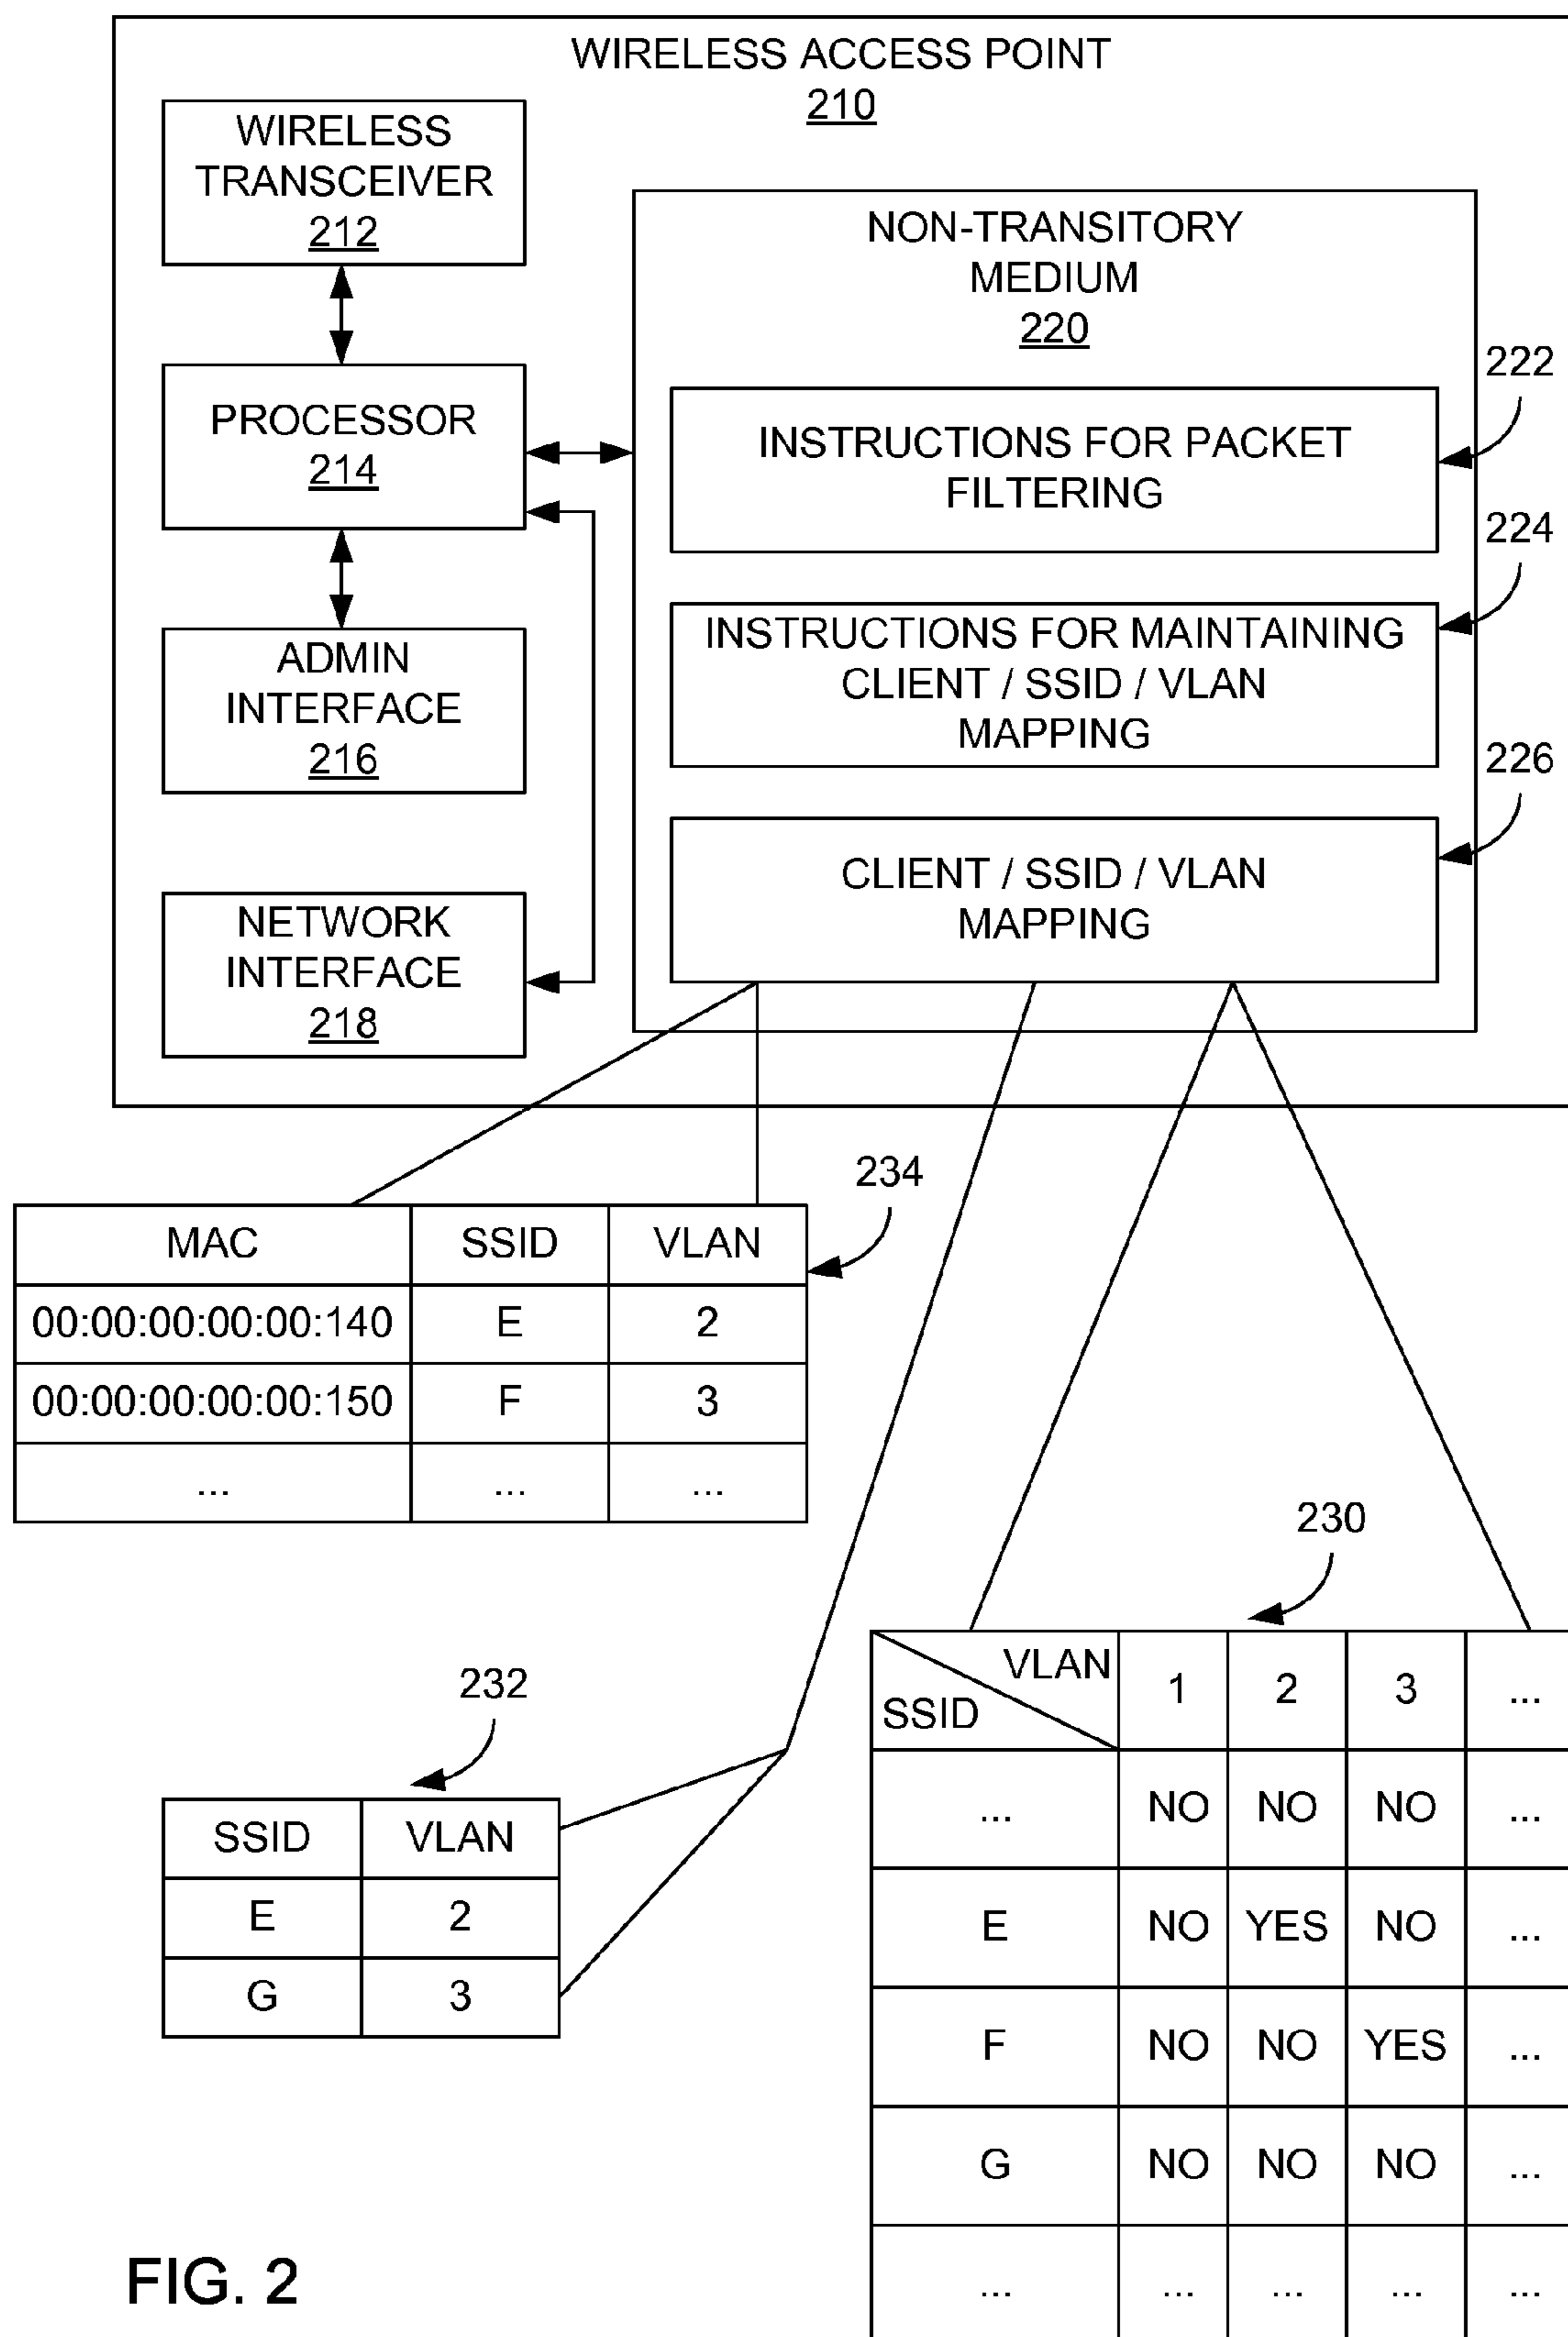 WIRELESS ACCESS POINT
210
WIRELESS
TRANSCEIVER
212
PROCESSOR
214
ADMIN
INTERFACE
216
NETWORK
INTERFACE
218
NON-TRANSITORY
MEDIUM
220
222
INSTRUCTIONS FOR PACKET
FILTERING
224
INSTRUCTIONS FOR MAINTAINING
CLIENT / SSID / VLAN
MAPPING
226
CLIENT / SSID / VLAN
MAPPING
234
MAC SSID VLAN
00:00:00:00:00:140 E 2
00:00:00:00:00:150 F 3
... ... ...
232
SSID VLAN
E 2
G 3
230
VLAN
SSID 1 2 3 ...
... NO NO NO ...
E NO YES NO ...
F NO NO YES ...
G NO NO NO ...
... ... ... ... ...
FIG. 2